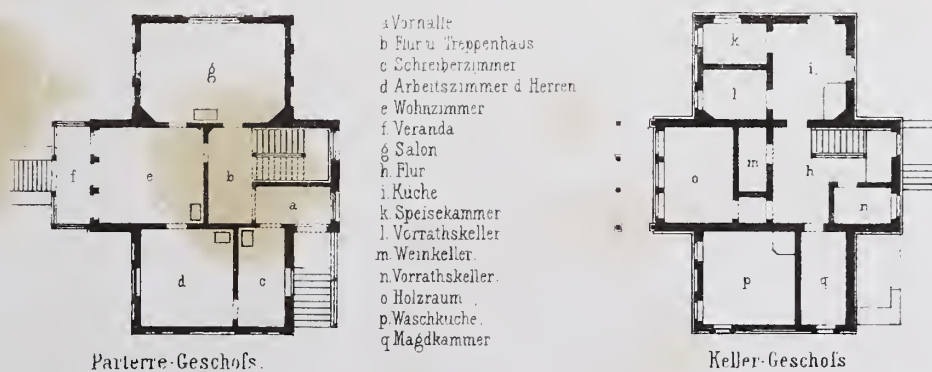 g
f
e
b
a
d
c
Parterre-Geschoſs.
a Vorhalle
b Flur u Treppenhaus
c Schreiberzimmer
d Arbeitszimmer d Herren
e Wohnzimmer
f. Veranda
g Salon
h. Flur
i. Küche
k. Speisekammer
l. Vorrathskeller
m. Weinkeller.
n. Vorrathskeller.
o Holzraum
p. Waschküche.
q Magdkammer
k
i.
l
m
o
h
n
p
q
Keller-Geschoſs